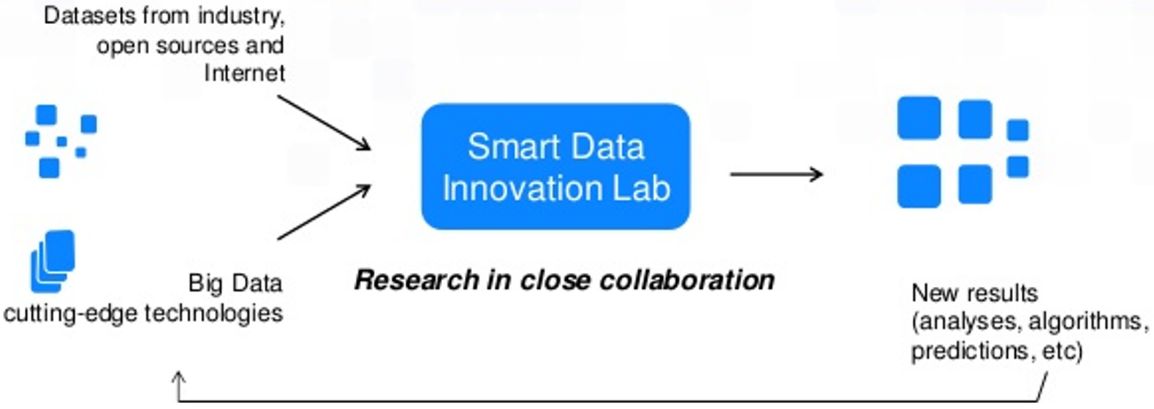 Datasets from industry,
open sources and
Internet
Smart Data
Innovation Lab
Research in close collaboration
Big Data
cutting-edge technologies
New results
(analyses, algorithms,
predictions, etc)